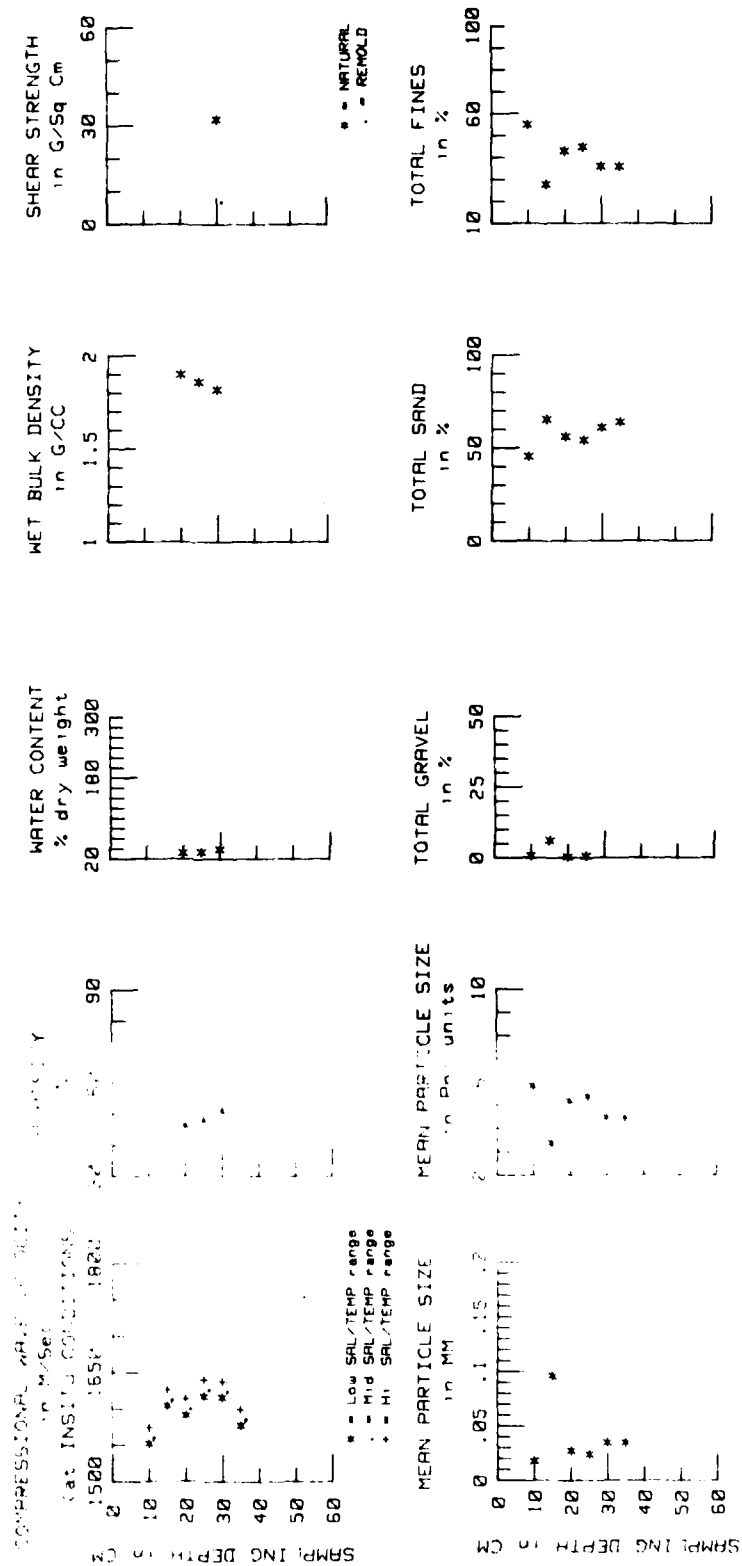 COMPRESSIONAL WAVE VELOCITY
in M/Sec
(at INSITU CONDITIONS
1500 1650 1800
0
10
20
30
40
50
60
SAMPLING DEPTH in CM
* = Low SAL/TEMP range
. = Mid SAL/TEMP range
+ = Hi SAL/TEMP range
90
WATER CONTENT
% dry weight
20 180 300
WET BULK DENSITY
in G/CC
1 1.5 2
SHEAR STRENGTH
in G/Sq Cm
0 30 60
* = NATURAL
. = REMOLD
MEAN PARTICLE SIZE
in MM
0 .05 .1 .15 .2
0
10
20
30
40
50
60
SAMPLING DEPTH in CM
MEAN PARTICLE SIZE
in units
10
TOTAL GRAVEL
in %
0 25 50
TOTAL SAND
in %
0 50 100
TOTAL FINES
in %
10 60 100